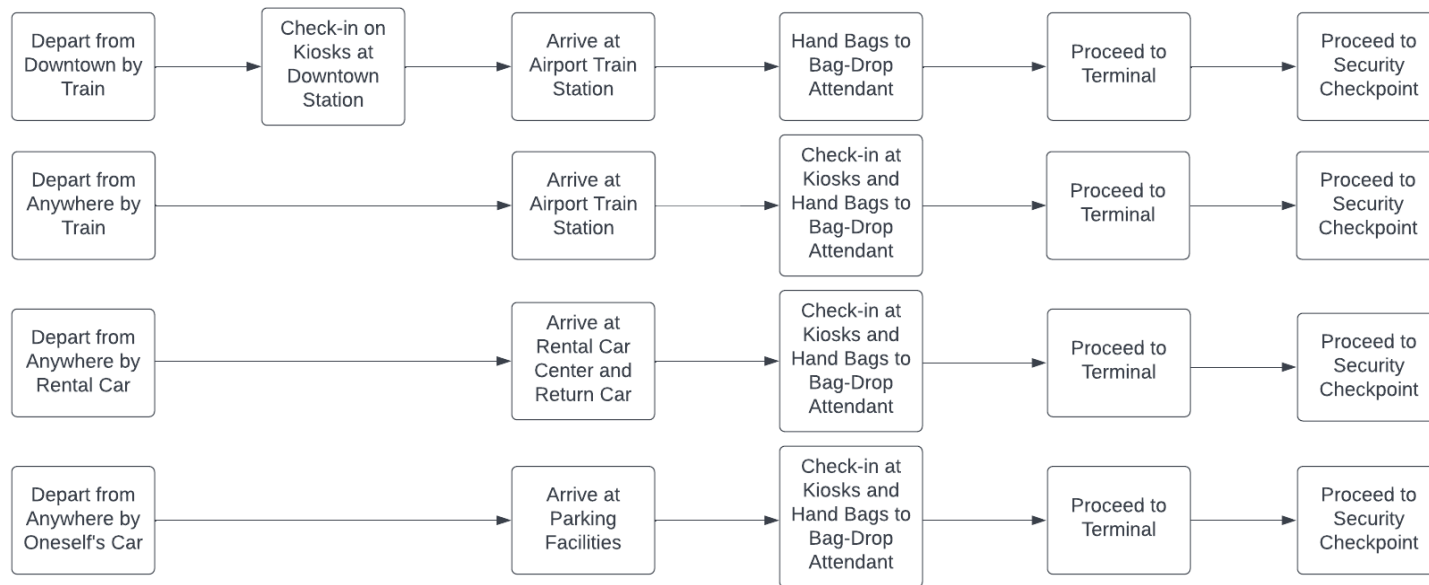 Depart from
Downtown by
Train
Check-in on
Kiosks at
Downtown
Station
Arrive at
Airport Train
Station
Hand Bags to
Bag-Drop
Attendant
Proceed to
Terminal
Proceed to
Security
Checkpoint
Depart from
Anywhere by
Train
Arrive at
Airport Train
Station
Check-in at
Kiosks and
Hand Bags to
Bag-Drop
Attendant
Proceed to
Terminal
Proceed to
Security
Checkpoint
Depart from
Anywhere by
Rental Car
Arrive at
Rental Car
Center and
Return Car
Check-in at
Kiosks and
Hand Bags to
Bag-Drop
Attendant
Proceed to
Terminal
Proceed to
Security
Checkpoint
Depart from
Anywhere by
Oneself's Car
Arrive at
Parking
Facilities
Check-in at
Kiosks and
Hand Bags to
Bag-Drop
Attendant
Proceed to
Terminal
Proceed to
Security
Checkpoint